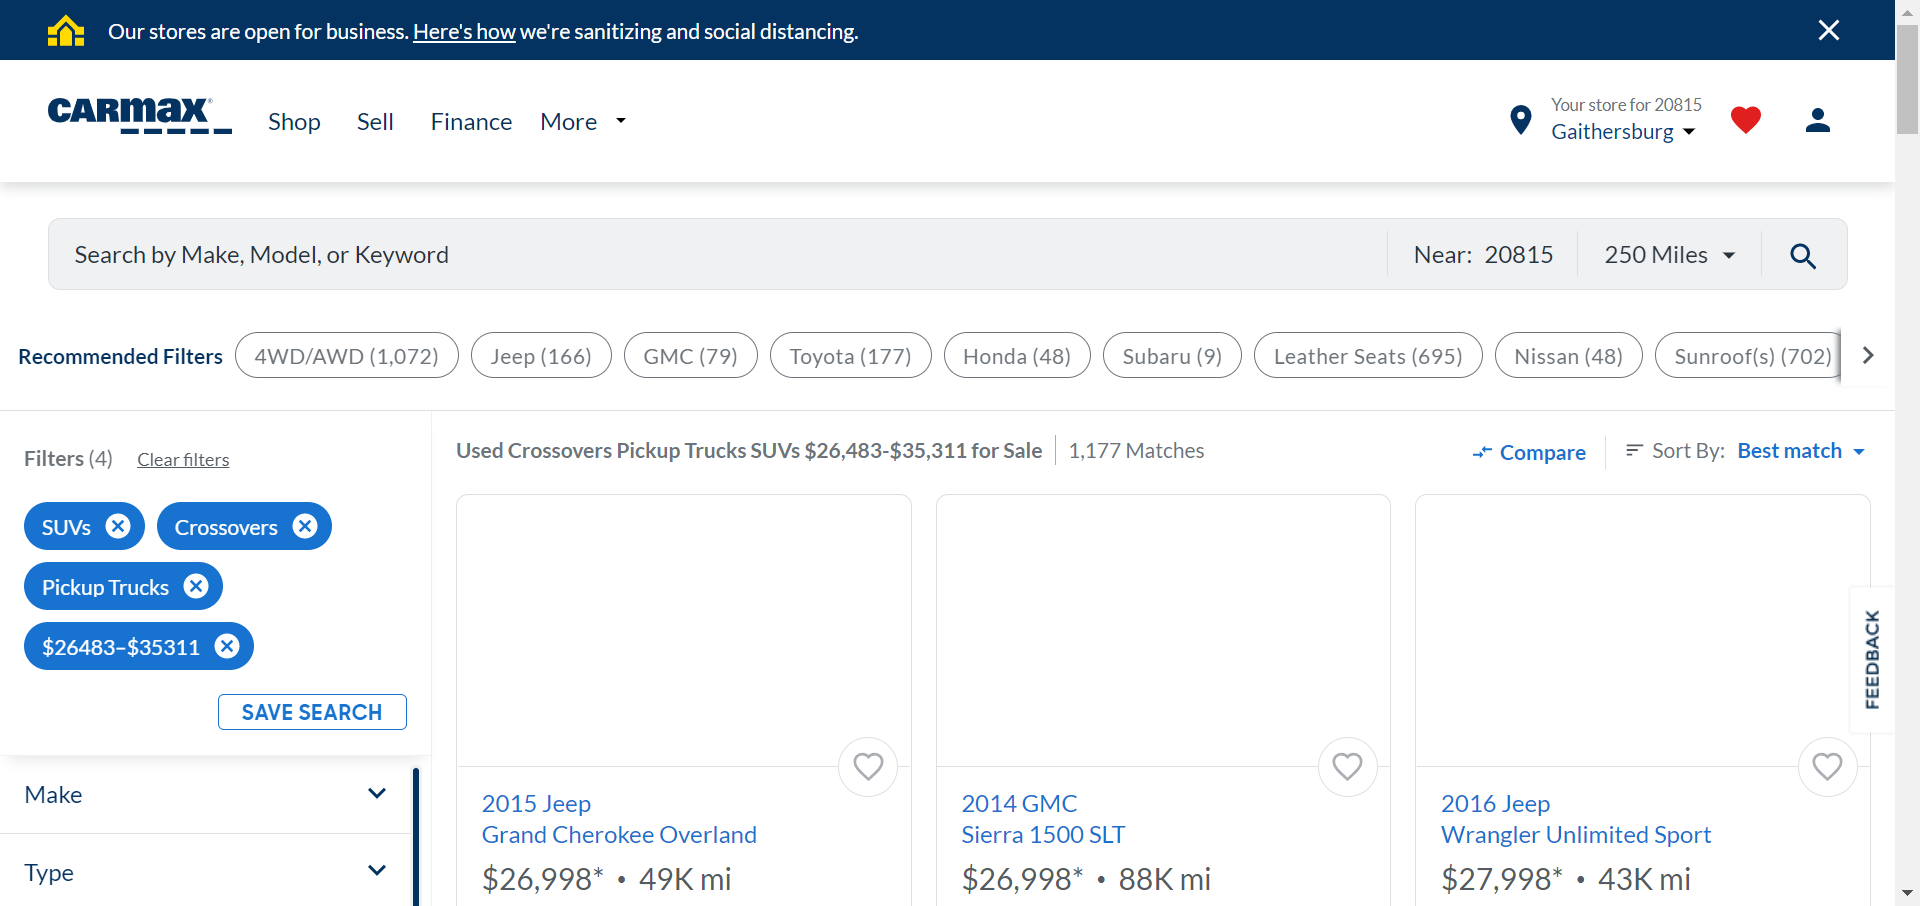 Our stores are open for business. Here's how we're sanitizing and social distancing.
CARMAX®
Shop
Sell
Finance
More
Your store for 20815
Gaithersburg
Search by Make, Model, or Keyword
Near: 20815
250 Miles
Recommended Filters
4WD/AWD (1,072)
Jeep (166)
GMC (79)
Toyota (177)
Honda (48)
Subaru (9)
Leather Seats (695)
Nissan (48)
Sunroof(s) (702)
Filters (4)
Clear filters
SUVs
Crossovers
Pickup Trucks
$26483–$35311
SAVE SEARCH
Make
Type
Used Crossovers Pickup Trucks SUVs $26,483-$35,311 for Sale
1,177 Matches
Compare
Sort By: Best match
2015 Jeep
Grand Cherokee Overland
$26,998* • 49K mi
2014 GMC
Sierra 1500 SLT
$26,998* • 88K mi
2016 Jeep
Wrangler Unlimited Sport
$27,998* • 43K mi
FEEDBACK